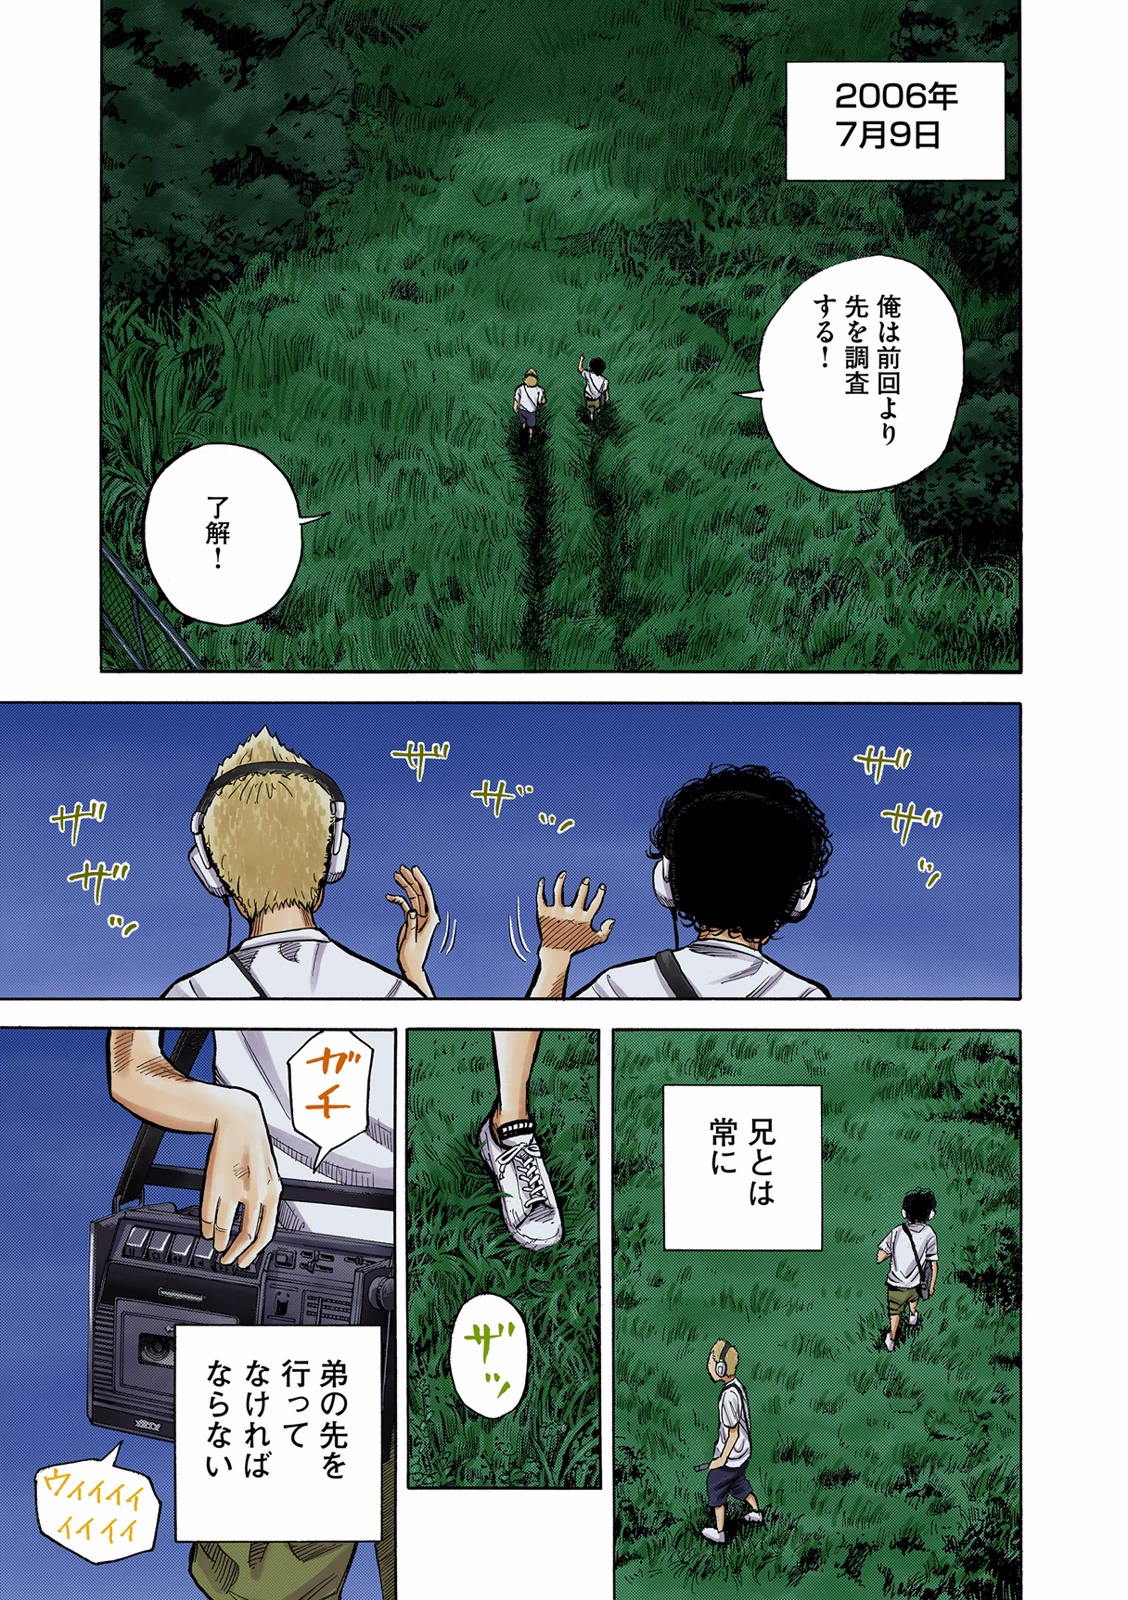 2006年
7月9日
俺は前回より
先を調査
する！
了解！
ザッ
ザッ
ザ
ザッ
ザ
ザッ
兄とは
常に
ザッ
ガチ
弟の先を
行って
なければ
ならない
ウィイイイ
ィイイイ